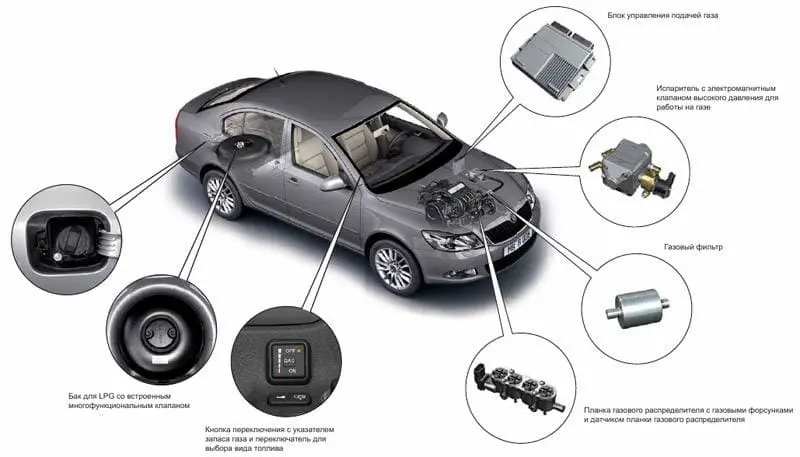 Блок управления подачей газа
Испаритель с электромагнитным
клапаном высокого давления для
работы на газе
Газовый фильтр
Планка газового распределителя с газовыми форсунками
и датчиком планки газового распределителя
OFF
GAS
ON
Бак для LPG со встроенным
многофункциональным клапаном
Кнопка переключения с указателем
запаса газа и переключатель для
выбора вида топлива